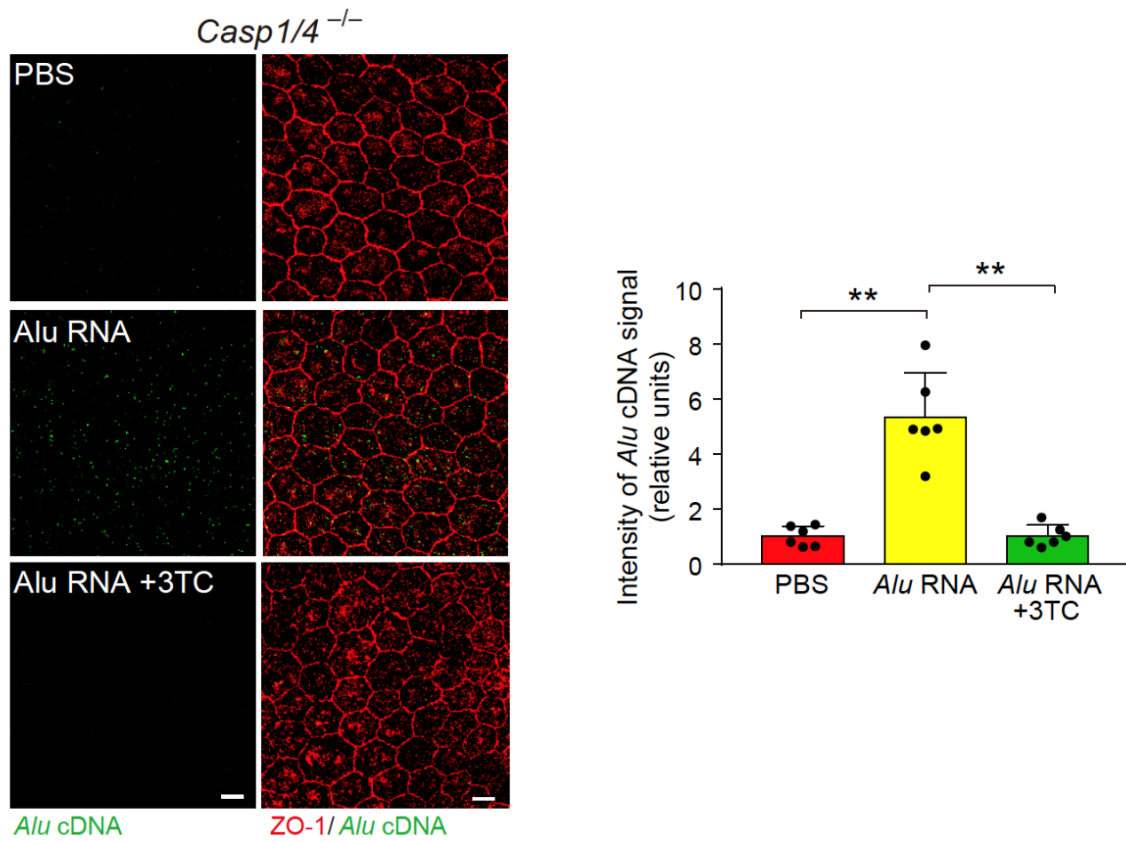 Casp1/4 –/–
PBS
Alu RNA
Alu RNA +3TC
Alu cDNA
ZO-1/Alu cDNA
Intensity of Alu cDNA signal
(relative units)
10
8
6
4
2
0
**
**
PBS
Alu RNA
Alu RNA
+3TC